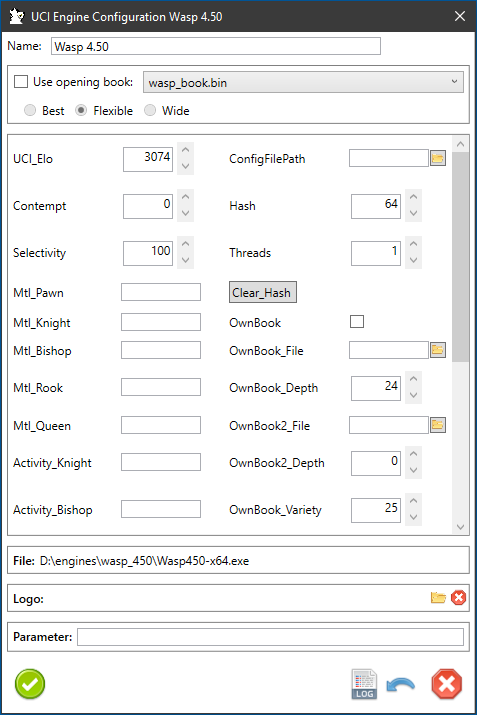 UCI Engine Configuration Wasp 4.50
Name: Wasp 4.50
Use opening book: wasp_book.bin
Best Flexible Wide
UCI_Elo 3074 ConfigFilePath
Contempt 0 Hash 64
Selectivity 100 Threads 1
Mtl_Pawn Clear_Hash
Mtl_Knight OwnBook
Mtl_Bishop OwnBook_File
Mtl_Rook OwnBook_Depth 24
Mtl_Queen OwnBook2_File
Activity_Knight OwnBook2_Depth 0
Activity_Bishop OwnBook_Variety 25
File: D:\engines\wasp_450\Wasp450-x64.exe
Logo:
Parameter:
LOG